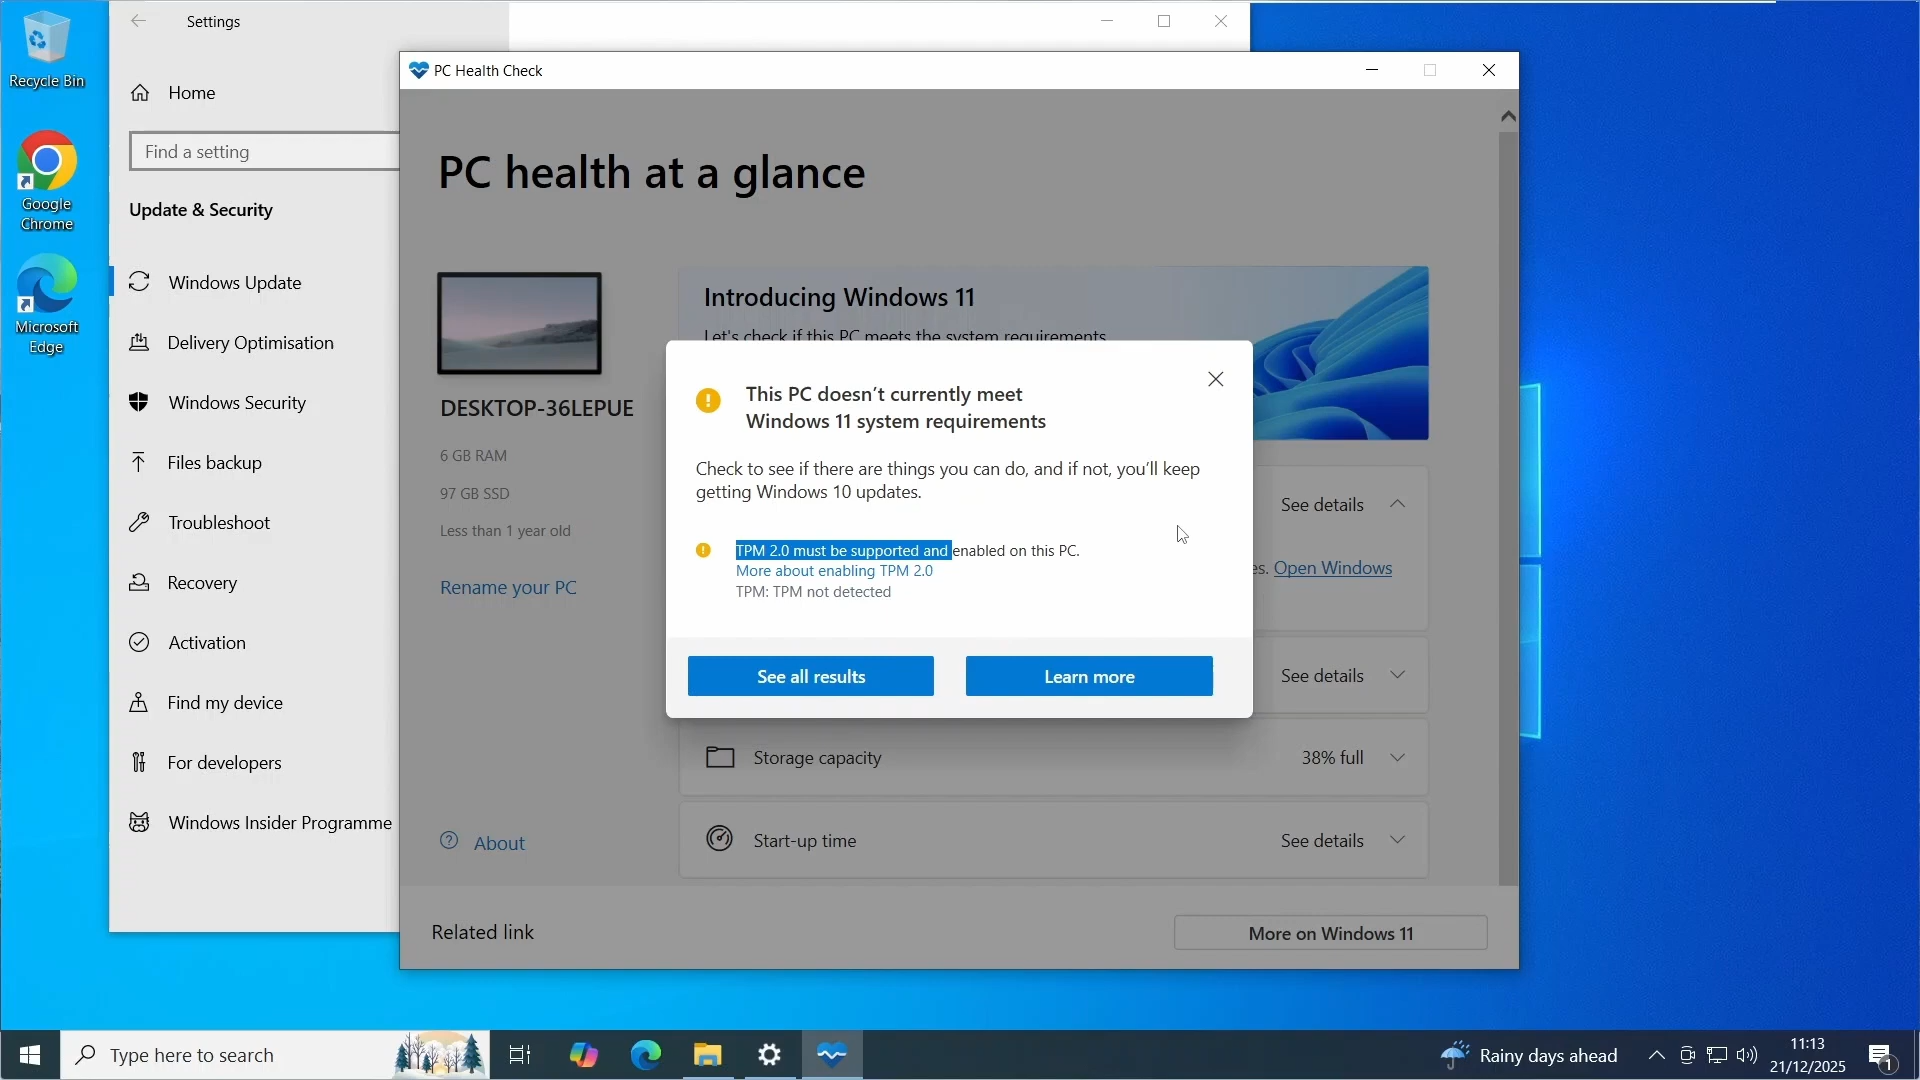 Recycle Bin
Google
Chrome
Microsoft
Edge
Settings
Home
Find a setting
Update & Security
Windows Update
Delivery Optimisation
Windows Security
Files backup
Troubleshoot
Recovery
Activation
Find my device
For developers
Windows Insider Programme
PC Health Check
PC health at a glance
DESKTOP-36LEPUE
6 GB RAM
97 GB SSD
Less than 1 year old
Rename your PC
About
Introducing Windows 11
Let's check if this PC meets the system requirements
This PC doesn't currently meet
Windows 11 system requirements
Check to see if there are things you can do, and if not, you'll keep
getting Windows 10 updates.
TPM 2.0 must be supported and enabled on this PC.
More about enabling TPM 2.0
TPM: TPM not detected
See all results
Learn more
See details
es. Open Windows
See details
Storage capacity 38% full
Start-up time See details
Related link
More on Windows 11
Type here to search
Rainy days ahead
11:13
21/12/2025
1